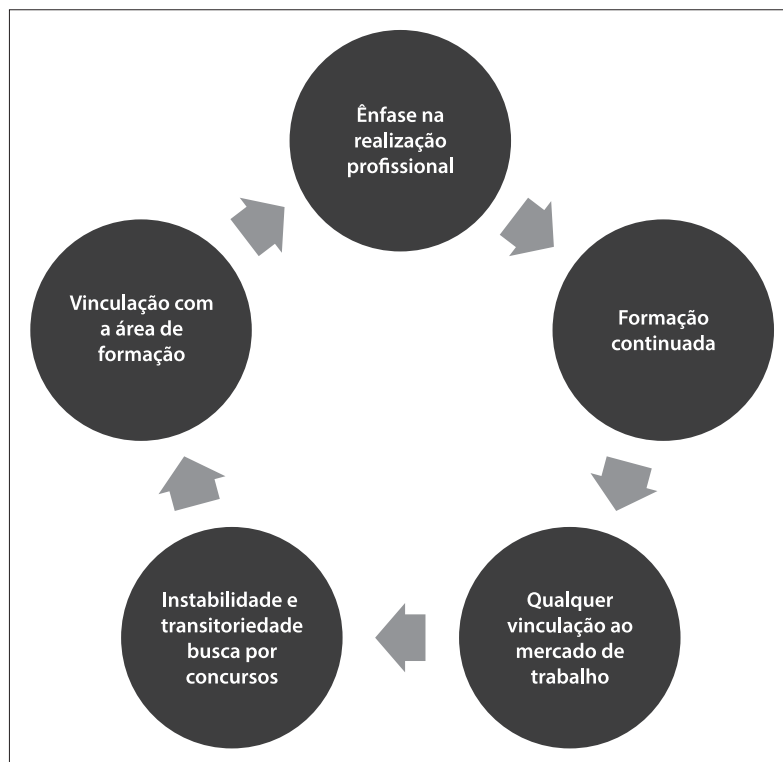 Ênfase na
realização
profissional
Formação
continuada
Qualquer
vinculação ao
mercado de
trabalho
Instabilidade e
transitoriedade
busca por
concursos
Vinculação com
a área de
formação